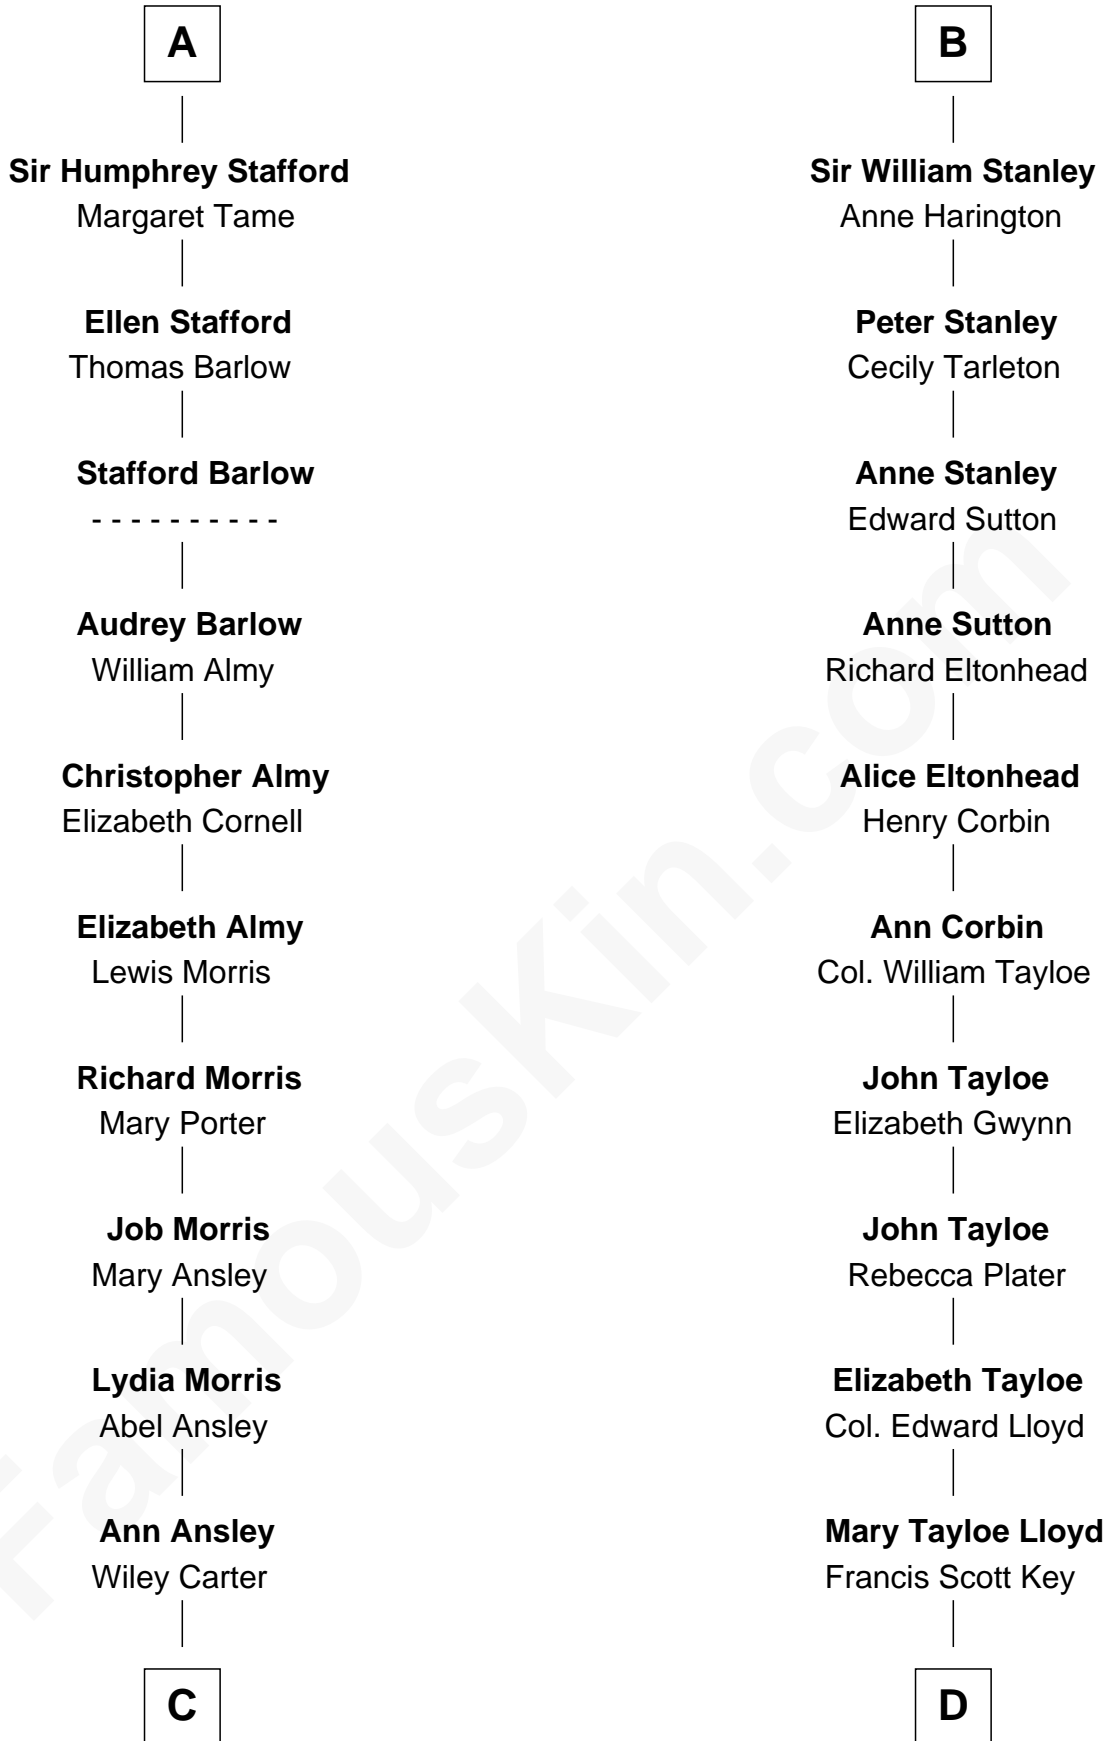 A
Sir Humphrey Stafford
Margaret Tame
Ellen Stafford
Thomas Barlow
Stafford Barlow
- - - - - - - - - -
Audrey Barlow
William Almy
Christopher Almy
Elizabeth Cornell
Elizabeth Almy
Lewis Morris
Richard Morris
Mary Porter
Job Morris
Mary Ansley
Lydia Morris
Abel Ansley
Ann Ansley
Wiley Carter
C
B
Sir William Stanley
Anne Harington
Peter Stanley
Cecily Tarleton
Anne Stanley
Edward Sutton
Anne Sutton
Richard Eltonhead
Alice Eltonhead
Henry Corbin
Ann Corbin
Col. William Tayloe
John Tayloe
Elizabeth Gwynn
John Tayloe
Rebecca Plater
Elizabeth Tayloe
Col. Edward Lloyd
Mary Tayloe Lloyd
Francis Scott Key
D
FamousKin.com